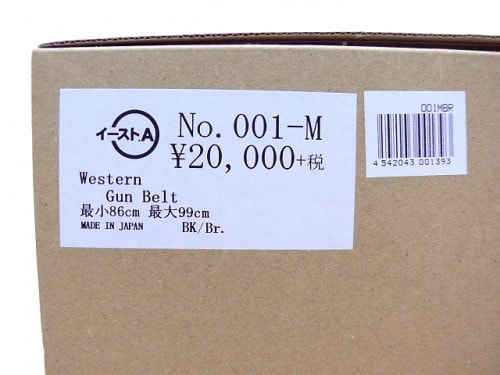 イースト.A
No. 001-M
¥20,000+税
Western
Gun Belt
最小86cm 最大99cm
MADE IN JAPAN BK/Br.
001MBR
4 542043 001393